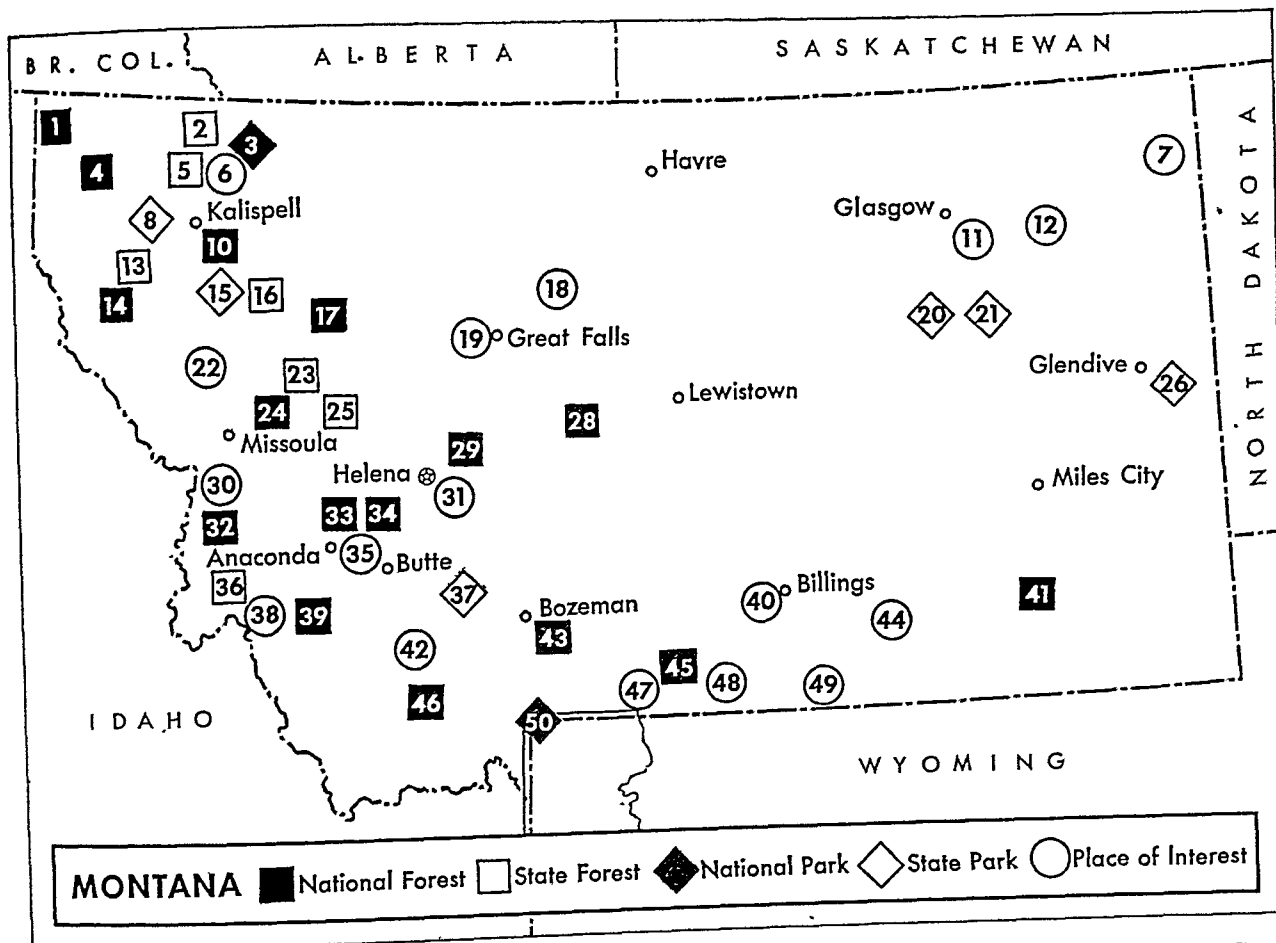 BR. COL.
ALBERTA
SASKATCHEWAN
1
2
3
4
5
6
7
Havre
8
Kalispell
Glasgow
10
11
12
13
14
15
16
17
18
19
Great Falls
20
21
22
23
Glendive
26
24
25
Lewistown
28
Missoula
29
Helena
30
31
Miles City
32
33
34
Anaconda
35
Butte
36
37
38
39
Bozeman
40
Billings
41
42
43
44
45
46
47
48
49
50
NORTH DAKOTA
IDAHO
WYOMING
MONTANA National Forest State Forest National Park State Park Place of Interest